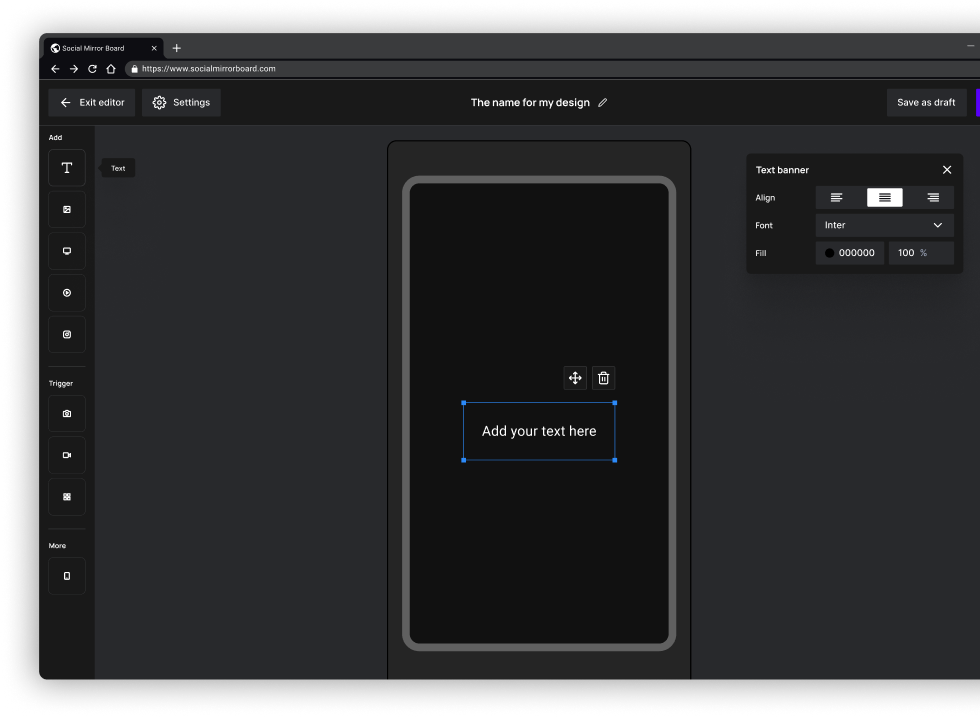 Social Mirror Board
https://www.socialmirrorboard.com
Exit editor
Settings
The name for my design
Save as draft
Add
Text
Trigger
More
Add your text here
Text banner
Align
Font
Inter
Fill
000000
100 %